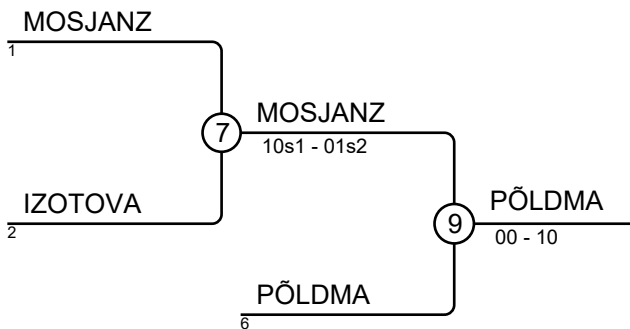 MOSJANZ
1
7
MOSJANZ
10s1 - 01s2
IZOTOVA
2
9
PÕLDMA
00 - 10
PÕLDMA
6